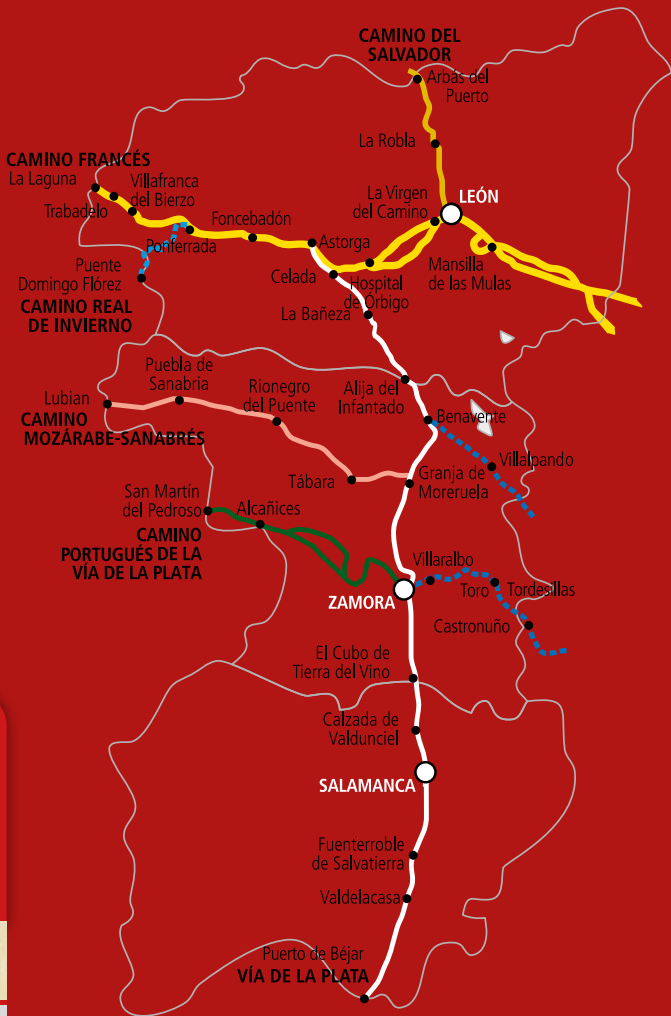 CAMINO DEL
SALVADOR
Arbás del
Puerto
La Robla
CAMINO FRANCÉS
La Laguna
Villafranca
del Bierzo
Trabadelo
La Virgen
del Camino
LEÓN
Foncebadón
Ponferrada
Astorga
Puente
Domingo Flórez
Celada
Hospital
de Órbigo
Mansilla
de las Mulas
CAMINO REAL
DE INVIERNO
La Bañeza
Puebla de
Sanabria
Rionegro
del Puente
Alija del
Infantado
Lubian
CAMINO
MOZÁRABE-SANABRÉS
Benavente
Villalpando
Tábara
Granja de
Moreruela
San Martín
del Pedroso
Alcañices
CAMINO
PORTUGUÉS DE LA
VÍA DE LA PLATA
Villaralbo
ZAMORA
Toro
Tordesillas
Castronuño
El Cubo de
Tierra del Vino
Calzada de
Valdunciel
SALAMANCA
Fuenterroble
de Salvatierra
Valdelacasa
Puerto de Béjar
VÍA DE LA PLATA